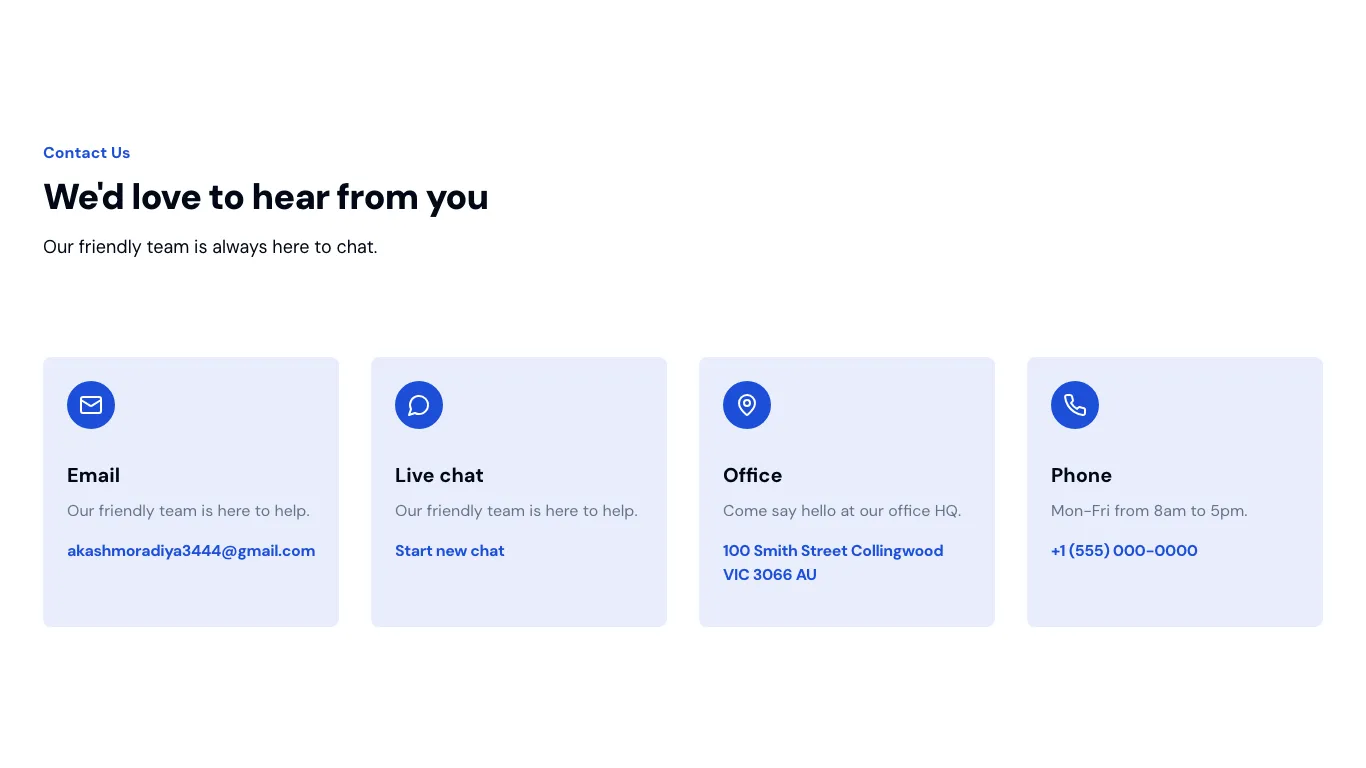 Contact Us
We'd love to hear from you
Our friendly team is always here to chat.
Email
Our friendly team is here to help.
akashmoradiya3444@gmail.com
Live chat
Our friendly team is here to help.
Start new chat
Office
Come say hello at our office HQ.
100 Smith Street Collingwood
VIC 3066 AU
Phone
Mon-Fri from 8am to 5pm.
+1 (555) 000-0000